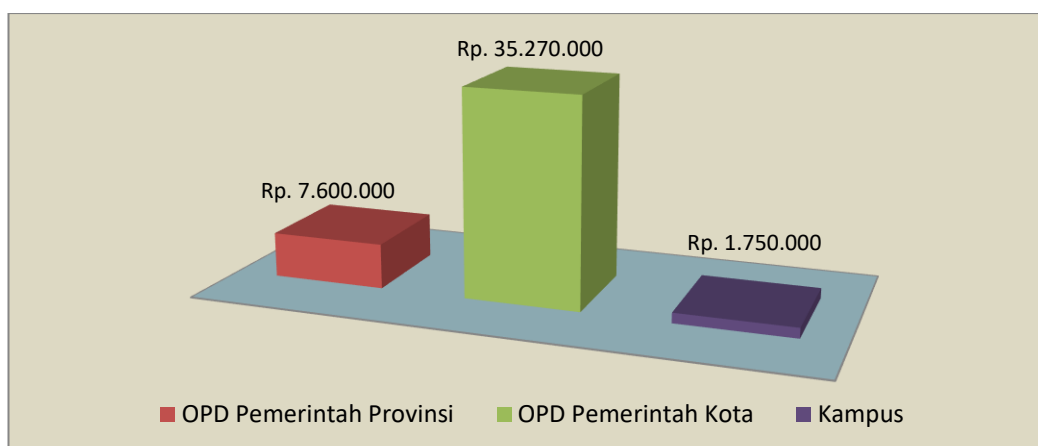 Rp. 35.270.000
Rp. 7.600.000
Rp. 1.750.000
OPD Pemerintah Provinsi OPD Pemerintah Kota Kampus